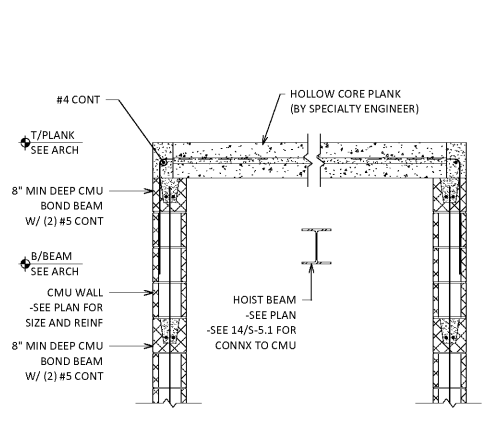 #4 CONT
HOLLOW CORE PLANK
(BY SPECIALTY ENGINEER)
T/PLANK
SEE ARCH
8" MIN DEEP CMU
BOND BEAM
W/ (2) #5 CONT
B/BEAM
SEE ARCH
CMU WALL
-SEE PLAN FOR
SIZE AND REINF
HOIST BEAM
-SEE PLAN
-SEE 14/S-5.1 FOR
CONNX TO CMU
8" MIN DEEP CMU
BOND BEAM
W/ (2) #5 CONT